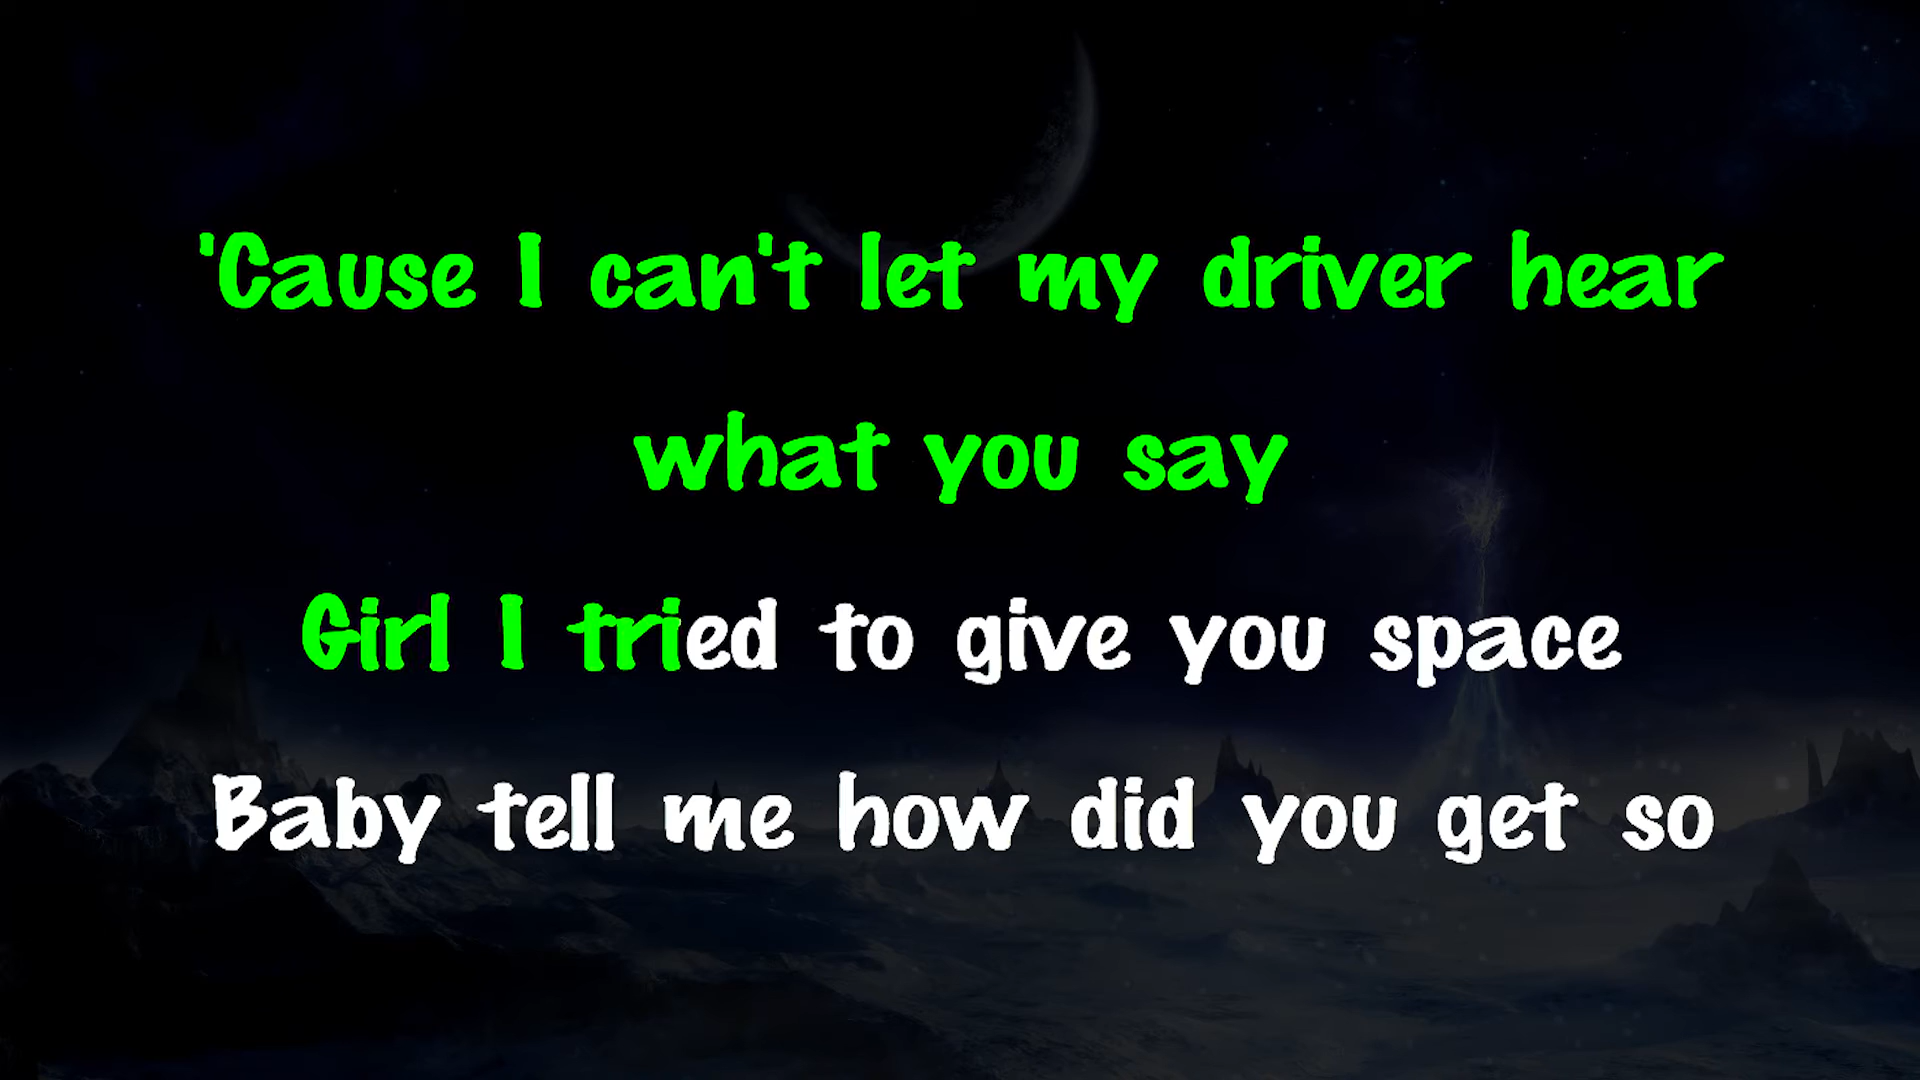 'Cause I can't let my driver hear
what you say
Girl I tried to give you space
Baby tell me how did you get so